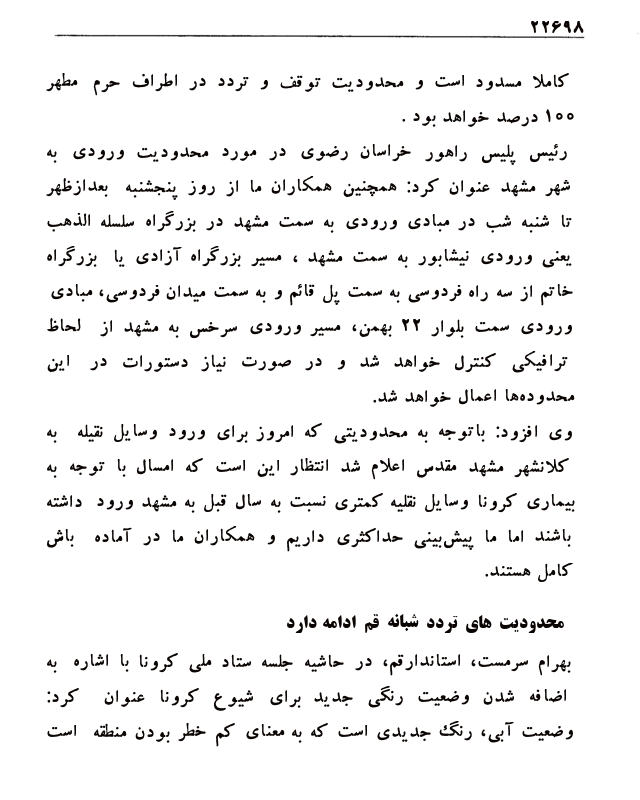 ۲۲۶۹۸
کاملا مسدود است و محدودیت توقف و تردد در اطراف حرم مطهر
۱۰۰ درصد خواهد بود .
رئیس پلیس راهور خراسان رضوی در مورد محدودیت ورودی به
شهر مشهد عنوان کرد: همچنین همکاران ما از روز پنجشنبه بعدازظهر
تا شنبه شب در مبادی ورودی به سمت مشهد در بزرگراه سلسله الذهب
یعنی ورودی نیشابور به سمت مشهد ، مسیر بزرگراه آزادی یا بزرگراه
خاتم از سه راه فردوسی به سمت پل قائم و به سمت میدان فردوسی، مبادی
ورودی سمت بلوار ۲۲ بهمن، مسیر ورودی سرخس به مشهد از لحاظ
ترافیکی کنترل خواهد شد و در صورت نیاز دستورات در این
محدوده‌ها اعمال خواهد شد.
وی افزود: باتوجه به محدودیتی که امروز برای ورود وسایل نقیله به
کلانشهر مشهد مقدس اعلام شد انتظار این است که امسال با توجه به
بیماری کرونا وسایل نقلیه کمتری نسبت به سال قبل به مشهد ورود داشته
باشند اما ما پیش‌بینی حداکثری داریم و همکاران ما در آماده باش
کامل هستند.
محدودیت های تردد شبانه قم ادامه دارد
بهرام سرمست، استاندارقم، در حاشیه جلسه ستاد ملی کرونا با اشاره به
اضافه شدن وضعیت رنگی جدید برای شیوع کرونا عنوان کرد:
وضعیت آبی، رنگ جدیدی است که به معنای کم خطر بودن منطقه است